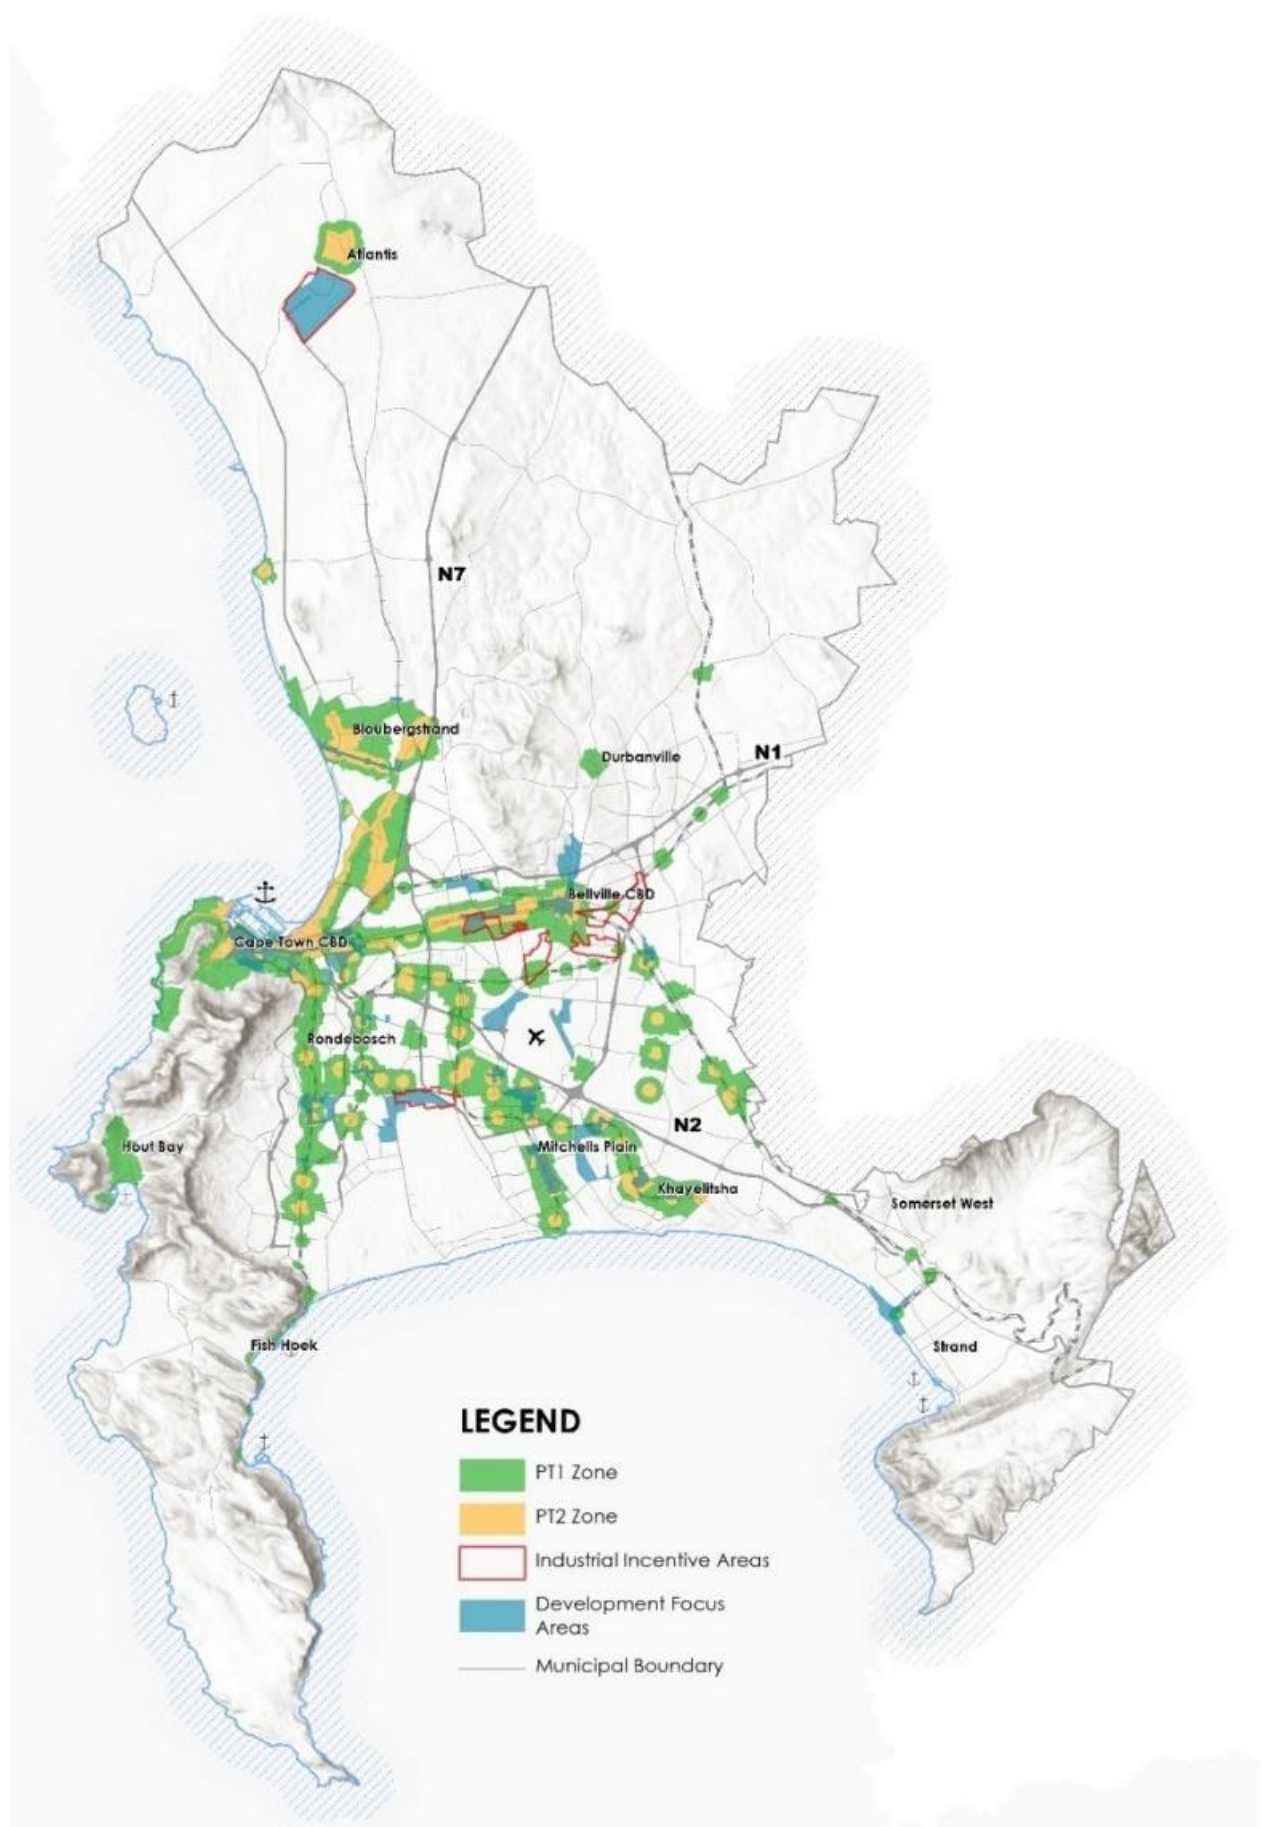 Atlantis
N7
Bloubergstrand
Durbanville
N1
Bellville CBD
Cape Town CBD
Rondebosch
N2
Hout Bay
Mitchells Plain
Khayelitsha
Somerset West
Fish Hoek
Strand
LEGEND
PT1 Zone
PT2 Zone
Industrial Incentive Areas
Development Focus
Areas
Municipal Boundary